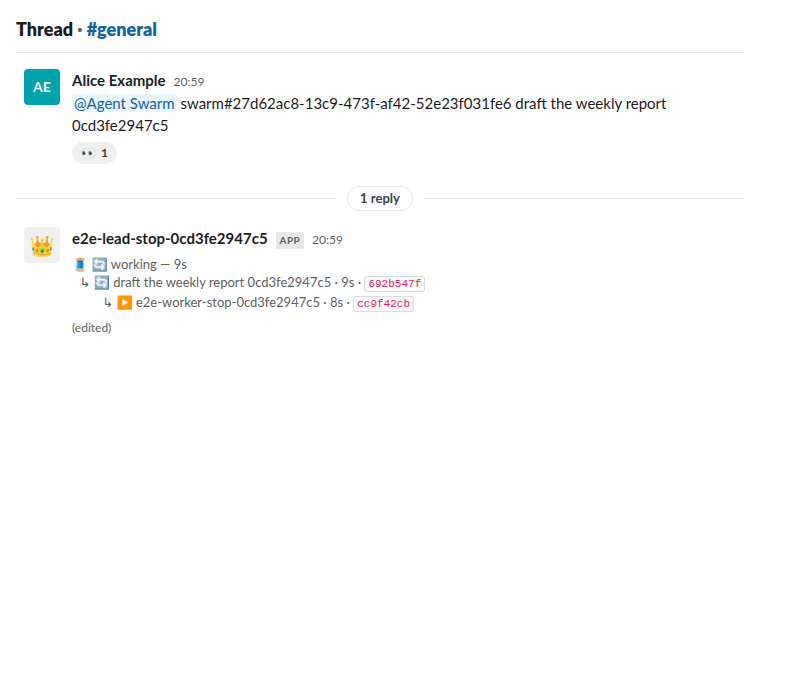 Thread • #general
AE
Alice Example 20:59
@Agent Swarm swarm#27d62ac8-13c9-473f-af42-52e23f031fe6 draft the weekly report
0cd3fe2947c5
👀 1
1 reply
e2e-lead-stop-0cd3fe2947c5 APP 20:59
🧵 🔄 working — 9s
↳ 🔄 draft the weekly report 0cd3fe2947c5 · 9s · 692b547f
↳ ▶️ e2e-worker-stop-0cd3fe2947c5 · 8s · cc9f42cb
(edited)